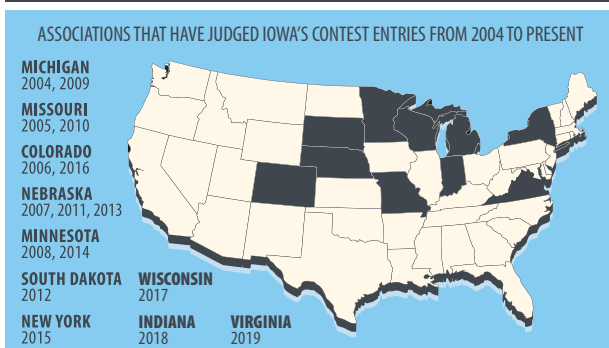 ASSOCIATIONS THAT HAVE JUDGED IOWA'S CONTEST ENTRIES FROM 2004 TO PRESENT
MICHIGAN
2004, 2009
MISSOURI
2005, 2010
COLORADO
2006, 2016
NEBRASKA
2007, 2011, 2013
MINNESOTA
2008, 2014
SOUTH DAKOTA
2012
WISCONSIN
2017
NEW YORK
2015
INDIANA
2018
VIRGINIA
2019